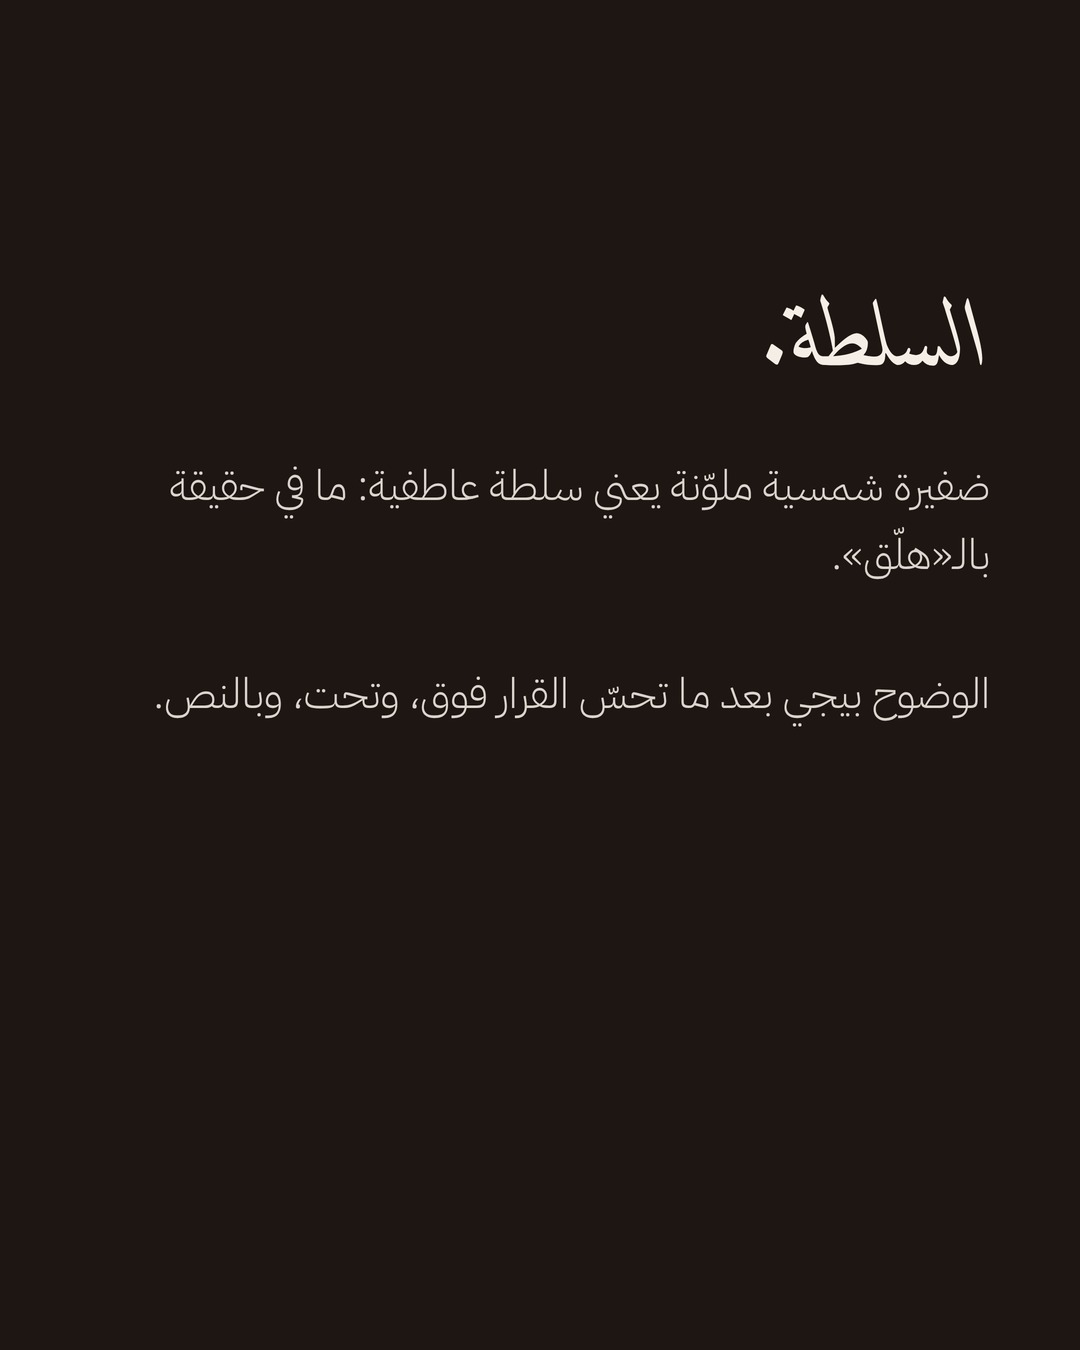 السلطة.
ضفيرة شمسية ملوّنة يعني سلطة عاطفية: ما في حقيقة
بالـ«هلّق».
الوضوح بيجي بعد ما تحسّ القرار فوق، وتحت، وبالنص.